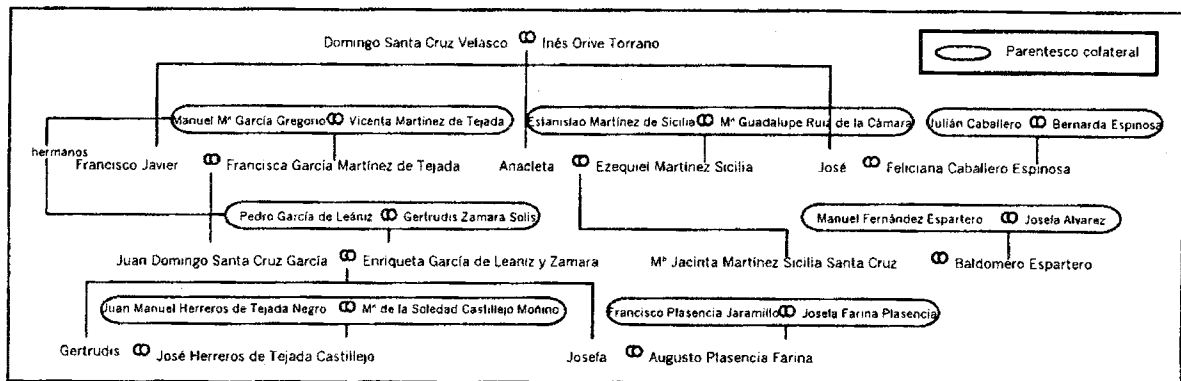 Domingo Santa Cruz Velasco ⚭ Inés Orive Torrano
Parentesco colateral
Manuel Mª García Gregorio ⚭ Vicenta Martínez de Tejada
Estanislao Martínez de Sicilia ⚭ Mª Guadalupe Ruiz de la Cámara
Julián Caballero ⚭ Bernarda Espinosa
hermanos
Francisco Javier ⚭ Francisca García Martínez de Tejada
Anacleta ⚭ Ezequiel Martínez Sicilia
José ⚭ Feliciana Caballero Espinosa
Pedro García de Leániz ⚭ Gertrudis Zamara Solis
Manuel Fernández Espartero ⚭ Josefa Alvarez
Juan Domingo Santa Cruz García ⚭ Enriqueta García de Leaniz y Zamara
Mª Jacinta Martínez Sicilia Santa Cruz ⚭ Baldomero Espartero
Juan Manuel Herreros de Tejada Negro ⚭ Mª de la Soledad Castillejo Moñino
Francisco Plasencia Jaramillo ⚭ Josefa Farina Plasencia
Gertrudis ⚭ José Herreros de Tejada Castillejo
Josefa ⚭ Augusto Plasencia Farina